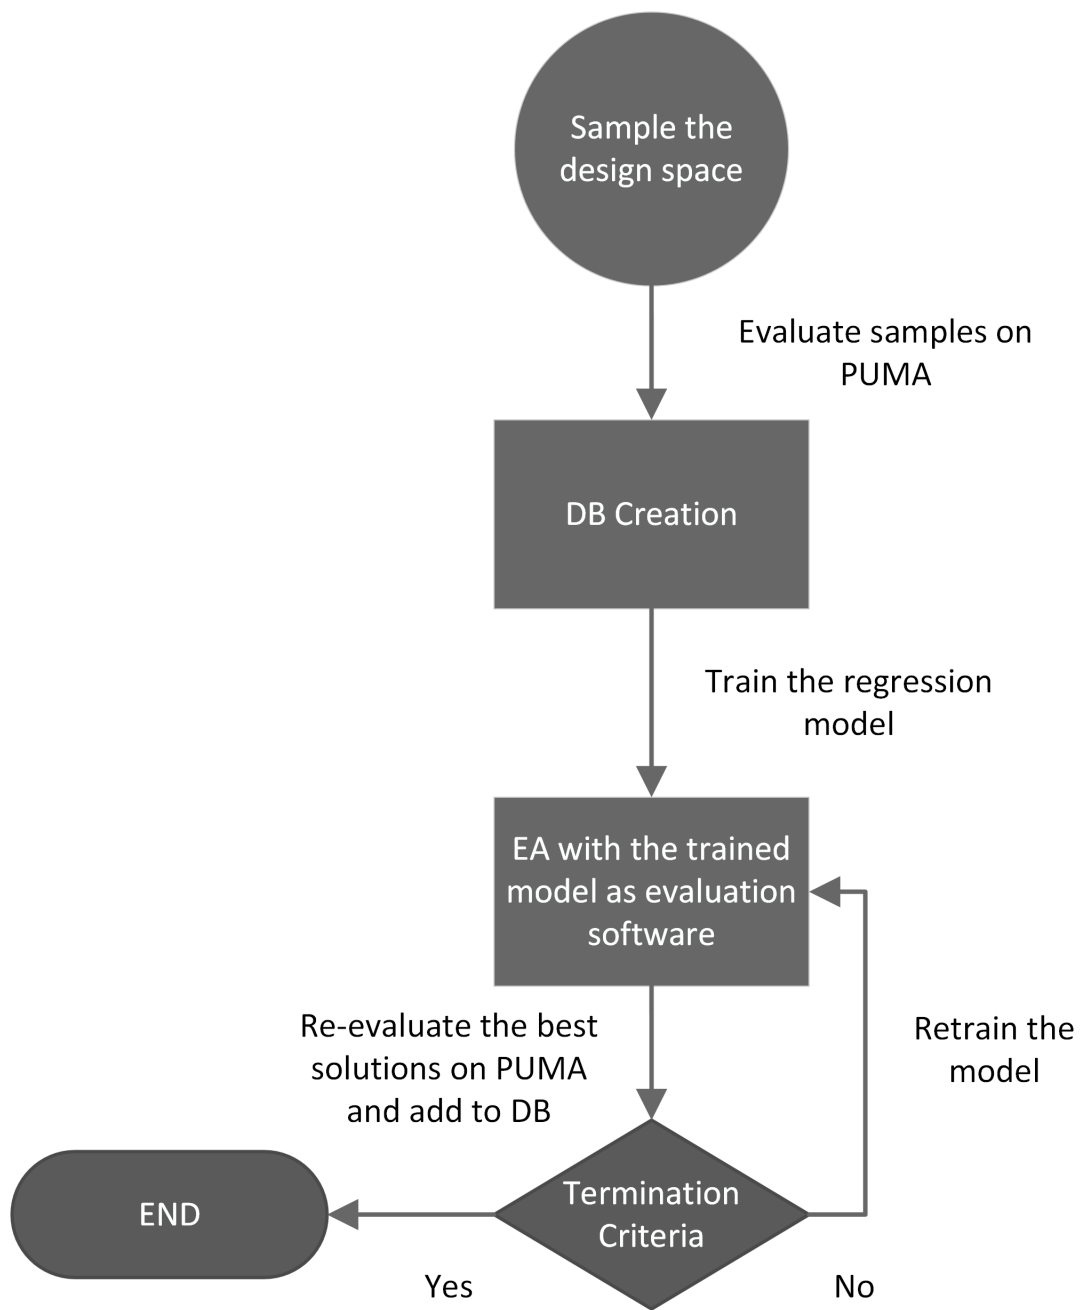 Sample the
design space
Evaluate samples on
PUMA
DB Creation
Train the regression
model
EA with the trained
model as evaluation
software
Re-evaluate the best
solutions on PUMA
and add to DB
Retrain the
model
Termination
Criteria
END
Yes
No